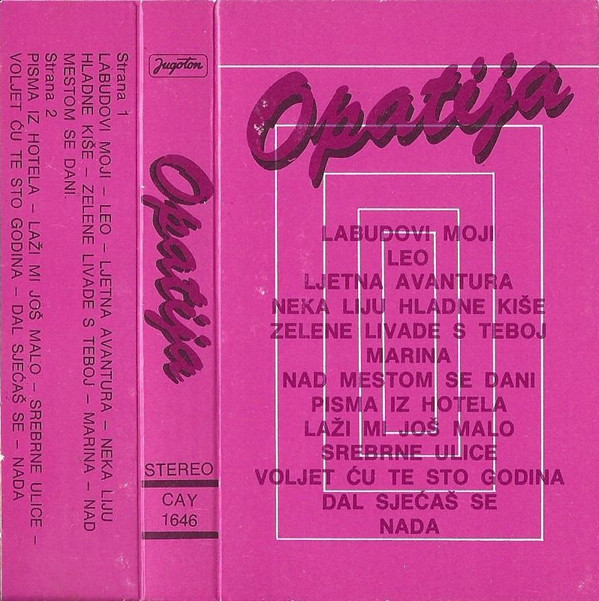 Strana 1
LABUDOVI MOJI – LEO – LJETNA AVANTURA – NEKA LIJU
HLADNE KIŠE – ZELENE LIVADE S TEBOJ – MARINA – NAD
MESTOM SE DANI.
Strana 2
PISMA IZ HOTELA – LAŽI MI JOŠ MALO – SREBRNE ULICE –
VOLJET ĆU TE STO GODINA – DAL SJEĆAŠ SE – NADA
Jugoton
Opatija
STEREO
CAY
1646
Opatija
LABUDOVI MOJI
LEO
LJETNA AVANTURA
NEKA LIJU HLADNE KIŠE
ZELENE LIVADE S TEBOJ
MARINA
NAD MESTOM SE DANI
PISMA IZ HOTELA
LAŽI MI JOŠ MALO
SREBRNE ULICE
VOLJET ĆU TE STO GODINA
DAL SJEĆAŠ SE
NADA